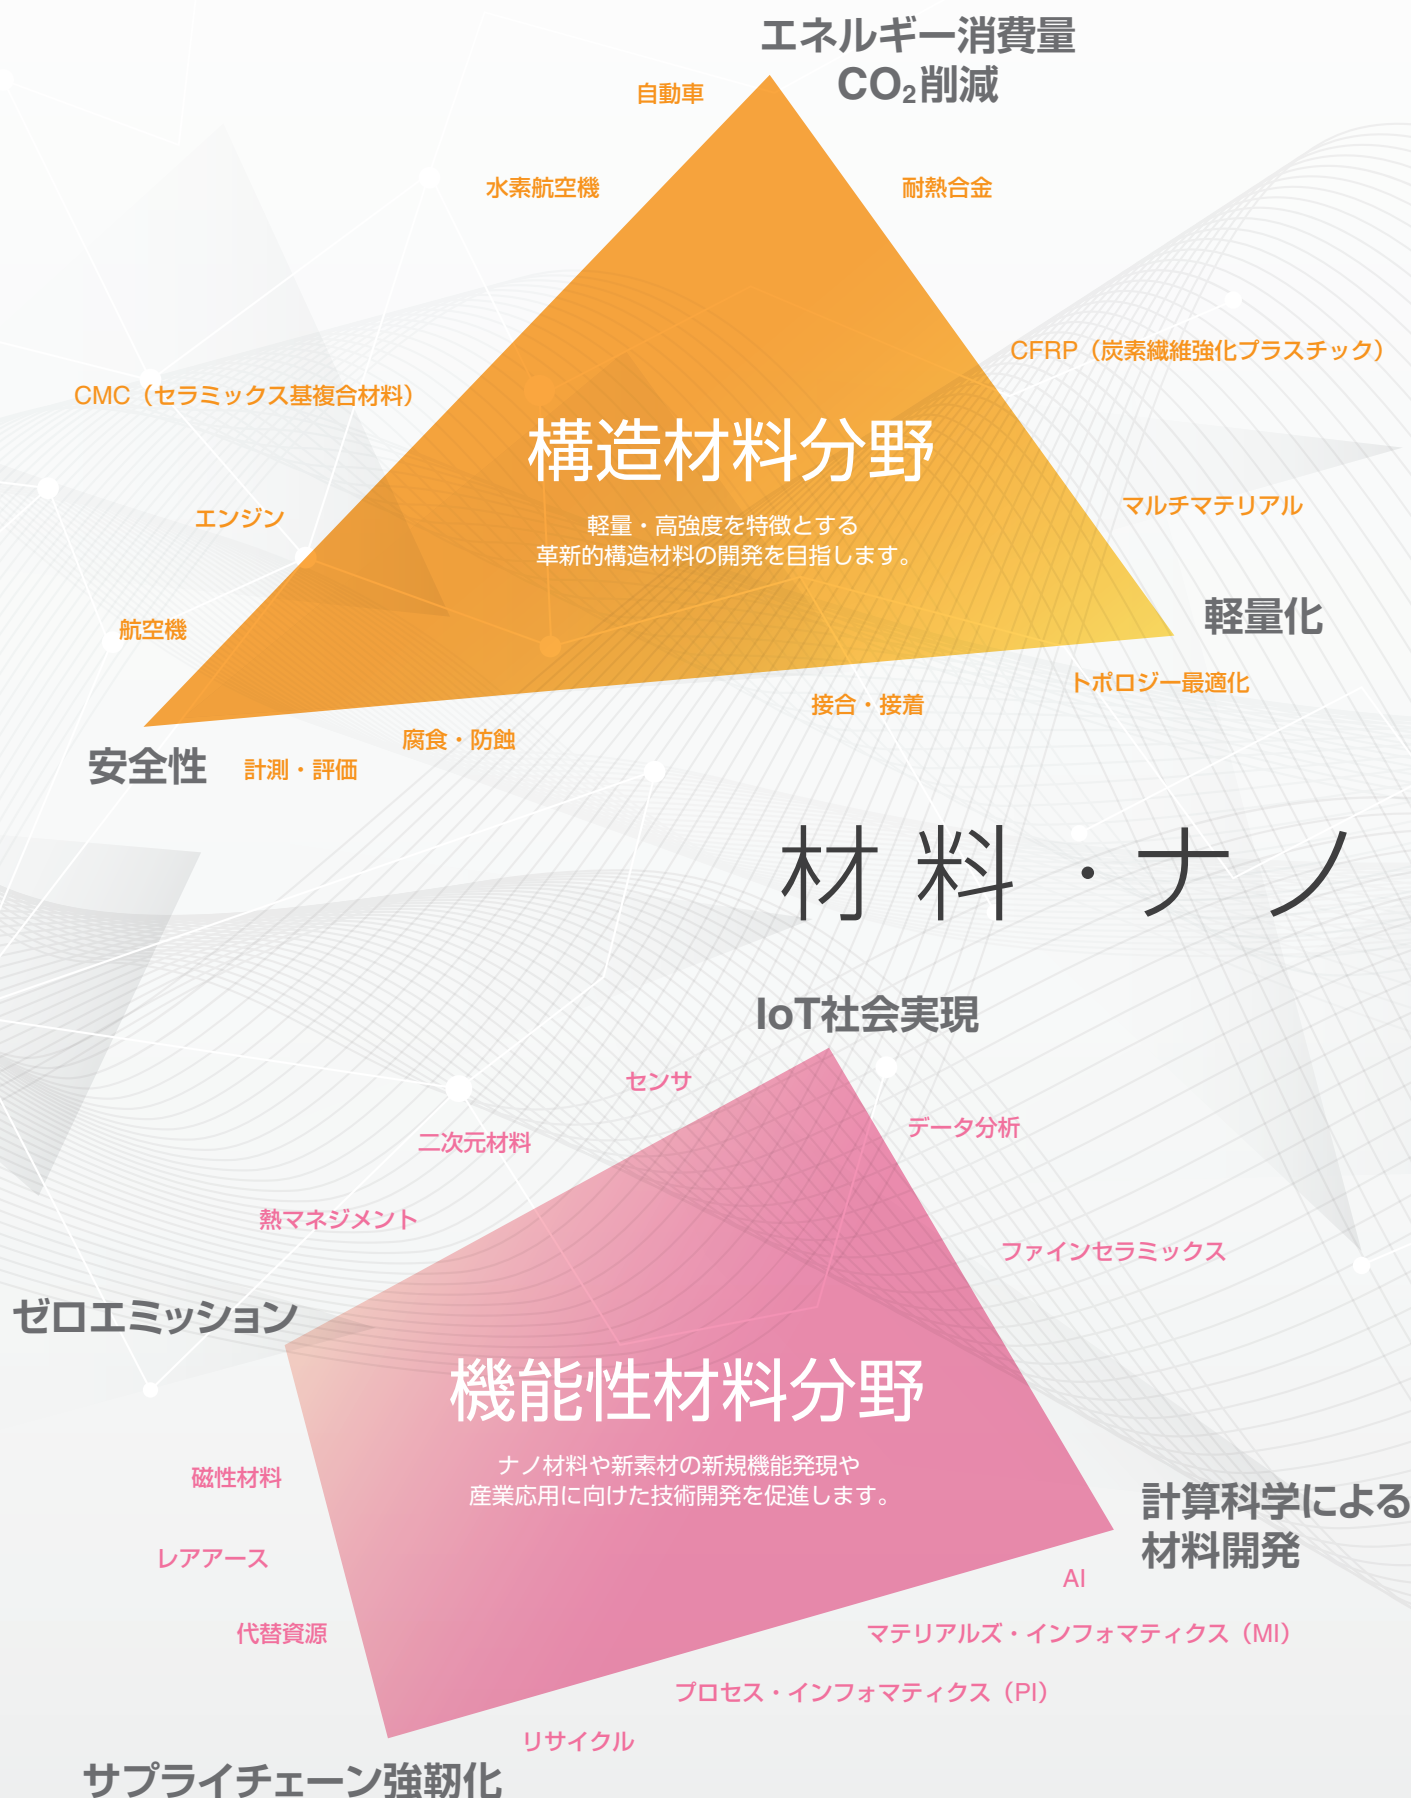 エネルギー消費量
CO₂削減
自動車
水素航空機
耐熱合金
CFRP（炭素繊維強化プラスチック）
CMC（セラミックス基複合材料）
構造材料分野
軽量・高強度を特徴とする
革新的構造材料の開発を目指します。
エンジン
マルチマテリアル
航空機
軽量化
トポロジー最適化
接合・接着
腐食・防蝕
安全性
計測・評価
材料・ナノ
IoT社会実現
センサ
データ分析
二次元材料
熱マネジメント
ファインセラミックス
ゼロエミッション
機能性材料分野
ナノ材料や新素材の新規機能発現や
産業応用に向けた技術開発を促進します。
磁性材料
計算科学による
材料開発
レアアース
AI
代替資源
マテリアルズ・インフォマティクス（MI）
プロセス・インフォマティクス（PI）
リサイクル
サプライチェーン強靭化